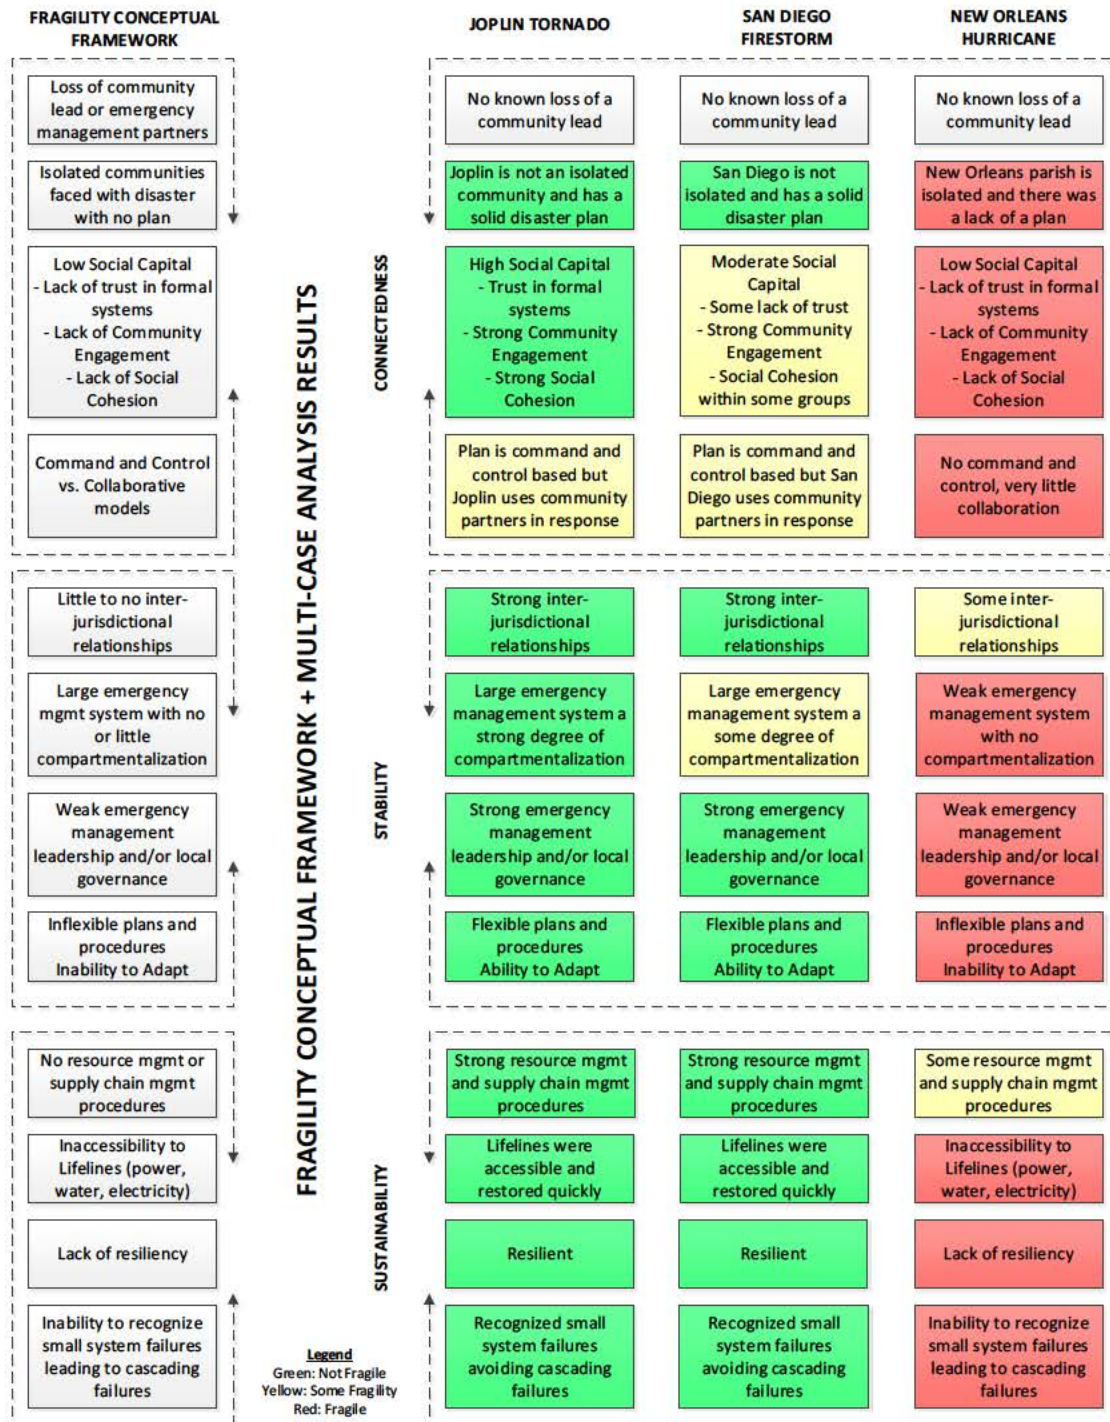 FRAGILITY CONCEPTUAL
FRAMEWORK
JOPLIN TORNADO
SAN DIEGO
FIRESTORM
NEW ORLEANS
HURRICANE
FRAGILITY CONCEPTUAL FRAMEWORK + MULTI-CASE ANALYSIS RESULTS
CONNECTEDNESS
Loss of community
lead or emergency
management partners
No known loss of a
community lead
No known loss of a
community lead
No known loss of a
community lead
Isolated communities
faced with disaster
with no plan
Joplin is not an isolated
community and has a
solid disaster plan
San Diego is not
isolated and has a solid
disaster plan
New Orleans parish is
isolated and there was
a lack of a plan
Low Social Capital
- Lack of trust in formal
systems
- Lack of Community
Engagement
- Lack of Social
Cohesion
High Social Capital
- Trust in formal
systems
- Strong Community
Engagement
- Strong Social
Cohesion
Moderate Social
Capital
- Some lack of trust
- Strong Community
Engagement
- Social Cohesion
within some groups
Low Social Capital
- Lack of trust in formal
systems
- Lack of Community
Engagement
- Lack of Social
Cohesion
Command and Control
vs. Collaborative
models
Plan is command and
control based but
Joplin uses community
partners in response
Plan is command and
control based but San
Diego uses community
partners in response
No command and
control, very little
collaboration
STABILITY
Little to no inter-
jurisdictional
relationships
Strong inter-
jurisdictional
relationships
Strong inter-
jurisdictional
relationships
Some inter-
jurisdictional
relationships
Large emergency
mgmt system with no
or little
compartmentalization
Large emergency
management system a
strong degree of
compartmentalization
Large emergency
management system a
some degree of
compartmentalization
Weak emergency
management system
with no
compartmentalization
Weak emergency
management
leadership and/or local
governance
Strong emergency
management
leadership and/or local
governance
Strong emergency
management
leadership and/or local
governance
Weak emergency
management
leadership and/or local
governance
Inflexible plans and
procedures
Inability to Adapt
Flexible plans and
procedures
Ability to Adapt
Flexible plans and
procedures
Ability to Adapt
Inflexible plans and
procedures
Inability to Adapt
SUSTAINABILITY
No resource mgmt or
supply chain mgmt
procedures
Strong resource mgmt
and supply chain mgmt
procedures
Strong resource mgmt
and supply chain mgmt
procedures
Some resource mgmt
and supply chain mgmt
procedures
Inaccessibility to
Lifelines (power,
water, electricity)
Lifelines were
accessible and
restored quickly
Lifelines were
accessible and
restored quickly
Inaccessibility to
Lifelines (power,
water, electricity)
Lack of resiliency
Resilient
Resilient
Lack of resiliency
Inability to recognize
small system failures
leading to cascading
failures
Recognized small
system failures
avoiding cascading
failures
Recognized small
system failures
avoiding cascading
failures
Inability to recognize
small system failures
leading to cascading
failures
Legend
Green: Not Fragile
Yellow: Some Fragility
Red: Fragile